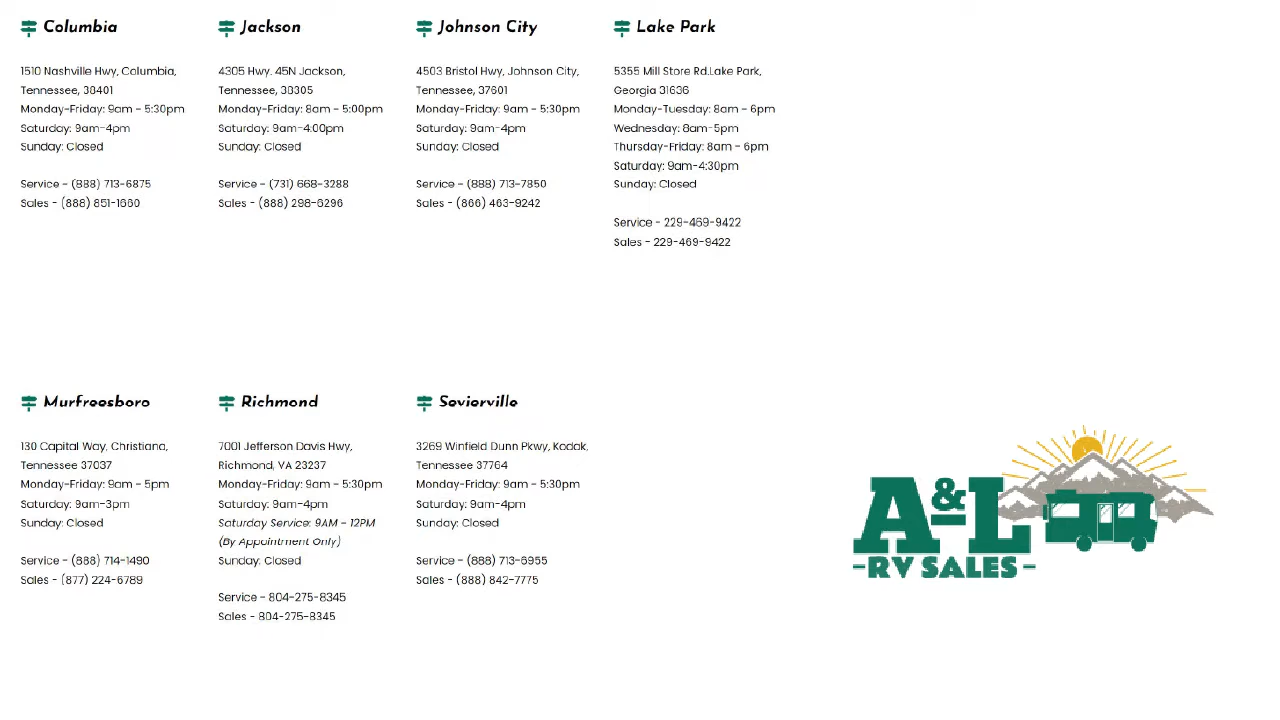 Columbia
1510 Nashville Hwy, Columbia,
Tennessee, 38401
Monday-Friday: 9am - 5:30pm
Saturday: 9am-4pm
Sunday: Closed
Service - (888) 713-6875
Sales - (888) 851-1660
Jackson
4305 Hwy. 45N Jackson,
Tennessee, 38305
Monday-Friday: 8am - 5:00pm
Saturday: 9am-4:00pm
Sunday: Closed
Service - (731) 668-3288
Sales - (888) 298-6296
Johnson City
4503 Bristol Hwy, Johnson City,
Tennessee, 37601
Monday-Friday: 9am - 5:30pm
Saturday: 9am-4pm
Sunday: Closed
Service - (888) 713-7850
Sales - (866) 463-9242
Lake Park
5355 Mill Store Rd.Lake Park,
Georgia 31636
Monday-Tuesday: 8am - 6pm
Wednesday: 8am-5pm
Thursday-Friday: 8am - 6pm
Saturday: 9am-4:30pm
Sunday: Closed
Service - 229-469-9422
Sales - 229-469-9422
Murfreesboro
130 Capital Way, Christiana,
Tennessee 37037
Monday-Friday: 9am - 5pm
Saturday: 9am-3pm
Sunday: Closed
Service - (888) 714-1490
Sales - (877) 224-6789
Richmond
7001 Jefferson Davis Hwy,
Richmond, VA 23237
Monday-Friday: 9am - 5:30pm
Saturday: 9am-4pm
Saturday Service: 9AM - 12PM
(By Appointment Only)
Sunday: Closed
Service - 804-275-8345
Sales - 804-275-8345
Sevierville
3269 Winfield Dunn Pkwy, Kodak,
Tennessee 37764
Monday-Friday: 9am - 5:30pm
Saturday: 9am-4pm
Sunday: Closed
Service - (888) 713-6955
Sales - (888) 842-7775
A&L
-RV SALES-